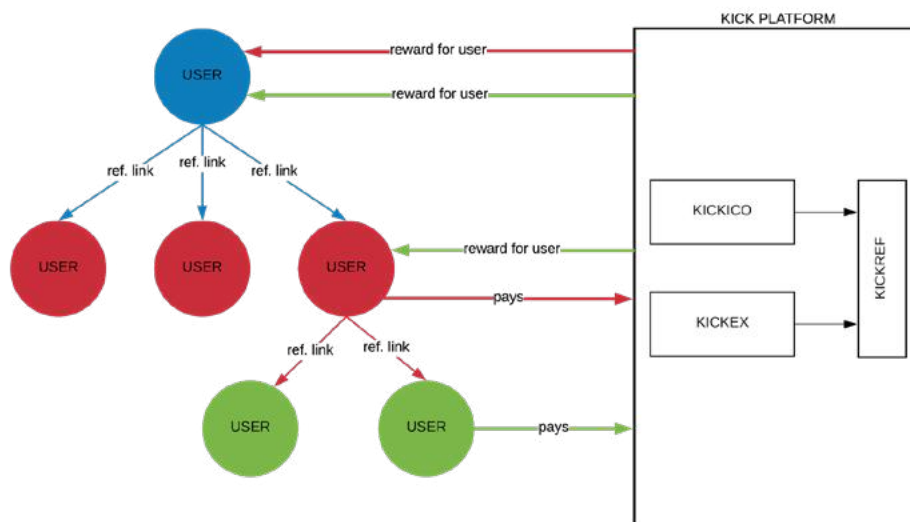 KICK PLATFORM
reward for user
USER
reward for user
ref. link
ref. link
ref. link
KICKICO
KICKREF
USER
USER
USER
reward for user
pays
KICKEX
ref. link
ref. link
USER
USER
pays